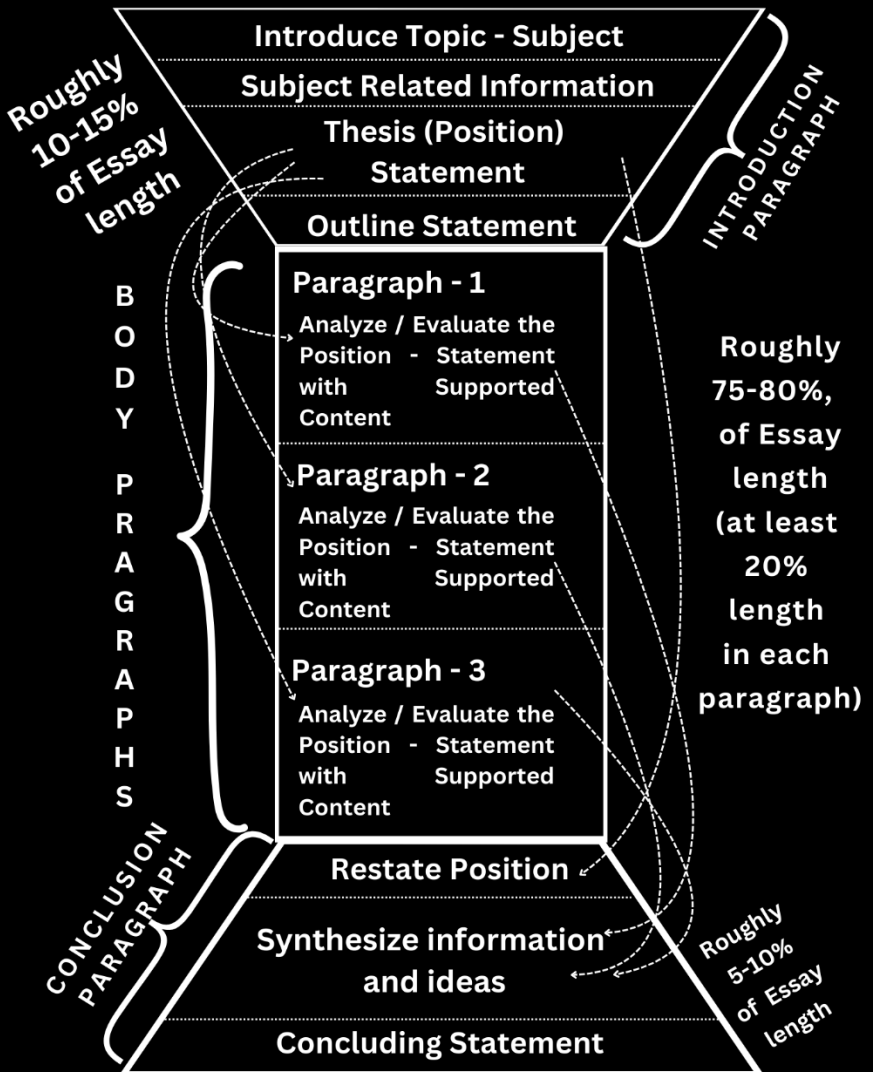 Introduce Topic - Subject
Subject Related Information
Thesis (Position)
Statement
Outline Statement
Roughly
10-15%
of Essay
length
INTRODUCTION
PARAGRAPH
BODY PRAGRAPHS
Paragraph - 1
Analyze / Evaluate the
Position - Statement
with Supported
Content
Paragraph - 2
Analyze / Evaluate the
Position - Statement
with Supported
Content
Paragraph - 3
Analyze / Evaluate the
Position - Statement
with Supported
Content
Roughly
75-80%,
of Essay
length
(at least
20%
length
in each
paragraph)
CONCLUSION
PARAGRAPH
Restate Position
Synthesize information
and ideas
Concluding Statement
Roughly
5-10%
of Essay
length